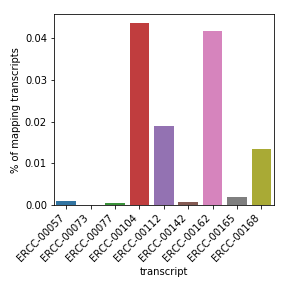 % of mapping transcripts
0.04
0.03
0.02
0.01
0.00
ERCC-00057
ERCC-00073
ERCC-00077
ERCC-00104
ERCC-00112
ERCC-00142
ERCC-00162
ERCC-00165
ERCC-00168
transcript